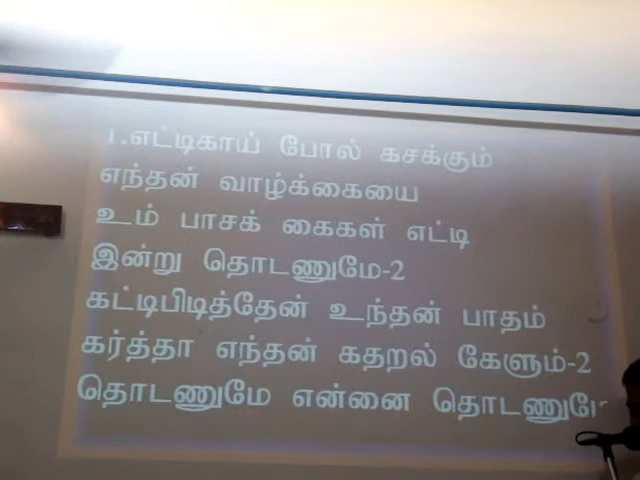 1.எட்டிகாய் போல் கசக்கும்
எந்தன் வாழ்க்கையை
உம் பாசக் கைகள் எட்டி
இன்று தொடணுமே-2
கட்டிபிடித்தேன் உந்தன் பாதம்
கர்த்தா எந்தன் கதறல் கேளும்-2
தொடணுமே என்னை தொடணுமே